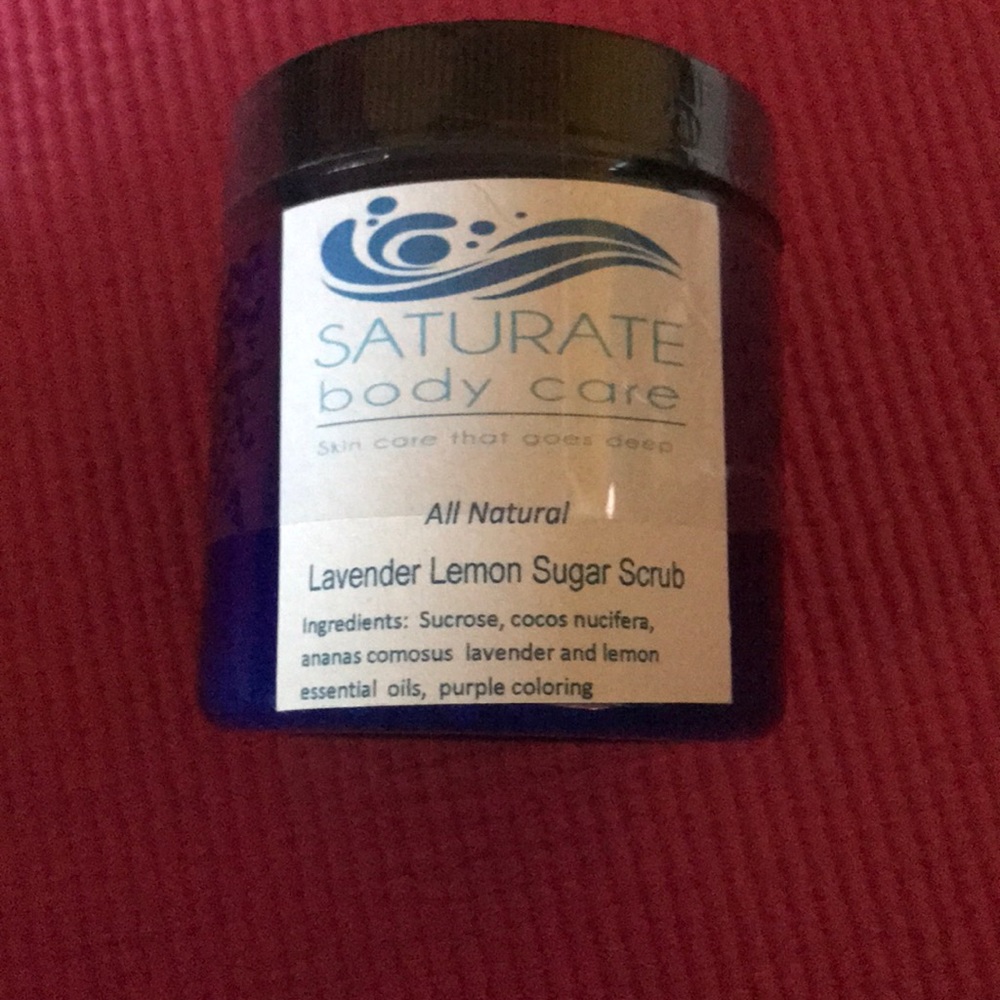 SATURATE
body care
Skin care that goes deep
All Natural
Lavender Lemon Sugar Scrub
Ingredients: Sucrose, cocos nucifera,
ananas comosus lavender and lemon
essential oils, purple coloring